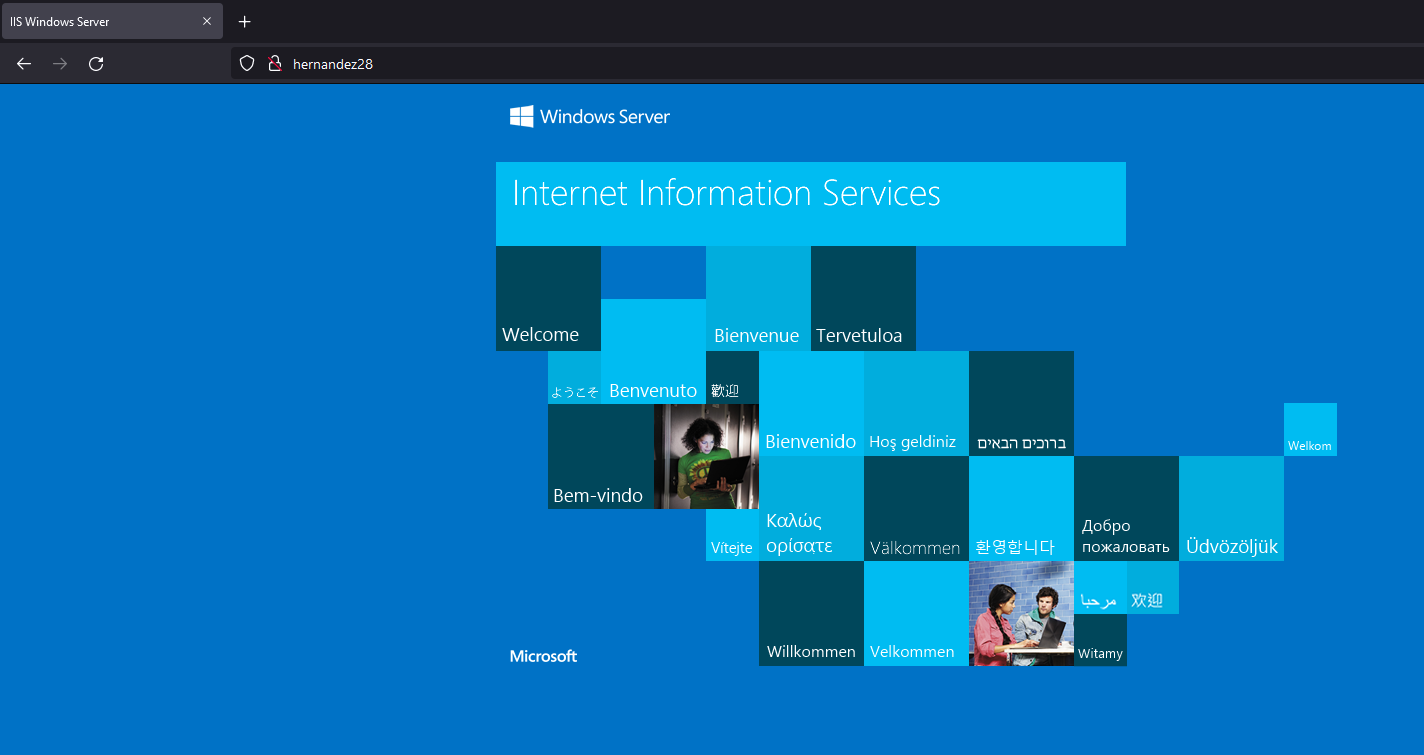 IIS Windows Server
hernandez28
Windows Server
Internet Information Services
Welcome
Bienvenue
Tervetuloa
ようこそ
Benvenuto
歡迎
Bienvenido
Hoş geldiniz
ברוכים הבאים
Welkom
Bem-vindo
Vítejte
Καλώς
ορίσατε
Välkommen
환영합니다
Добро
пожаловать
Üdvözöljük
مرحبا
欢迎
Willkommen
Velkommen
Witamy
Microsoft